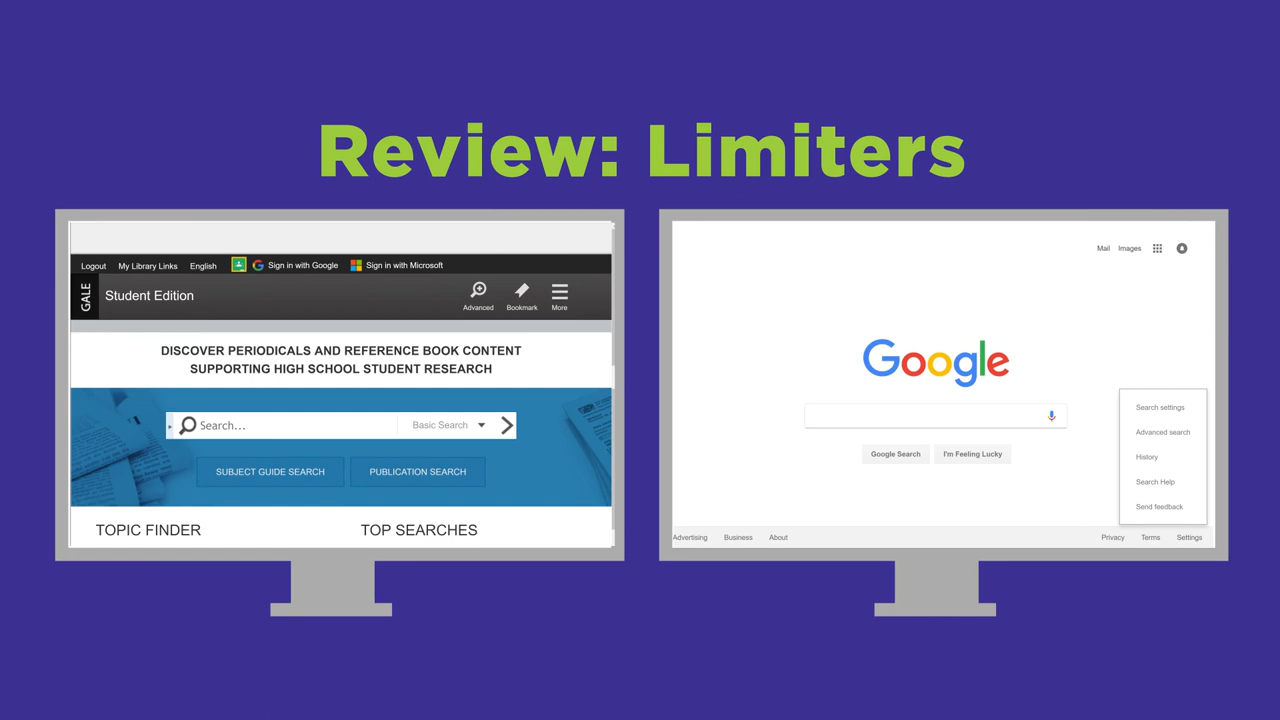 Review: Limiters
Logout My Library Links English Sign in with Google Sign in with Microsoft
GALE Student Edition
Advanced Bookmark More
DISCOVER PERIODICALS AND REFERENCE BOOK CONTENT
SUPPORTING HIGH SCHOOL STUDENT RESEARCH
Search... Basic Search
SUBJECT GUIDE SEARCH PUBLICATION SEARCH
TOPIC FINDER TOP SEARCHES
Mail Images
Google
Google Search I'm Feeling Lucky
Search settings
Advanced search
History
Search Help
Send feedback
Advertising Business About Privacy Terms Settings